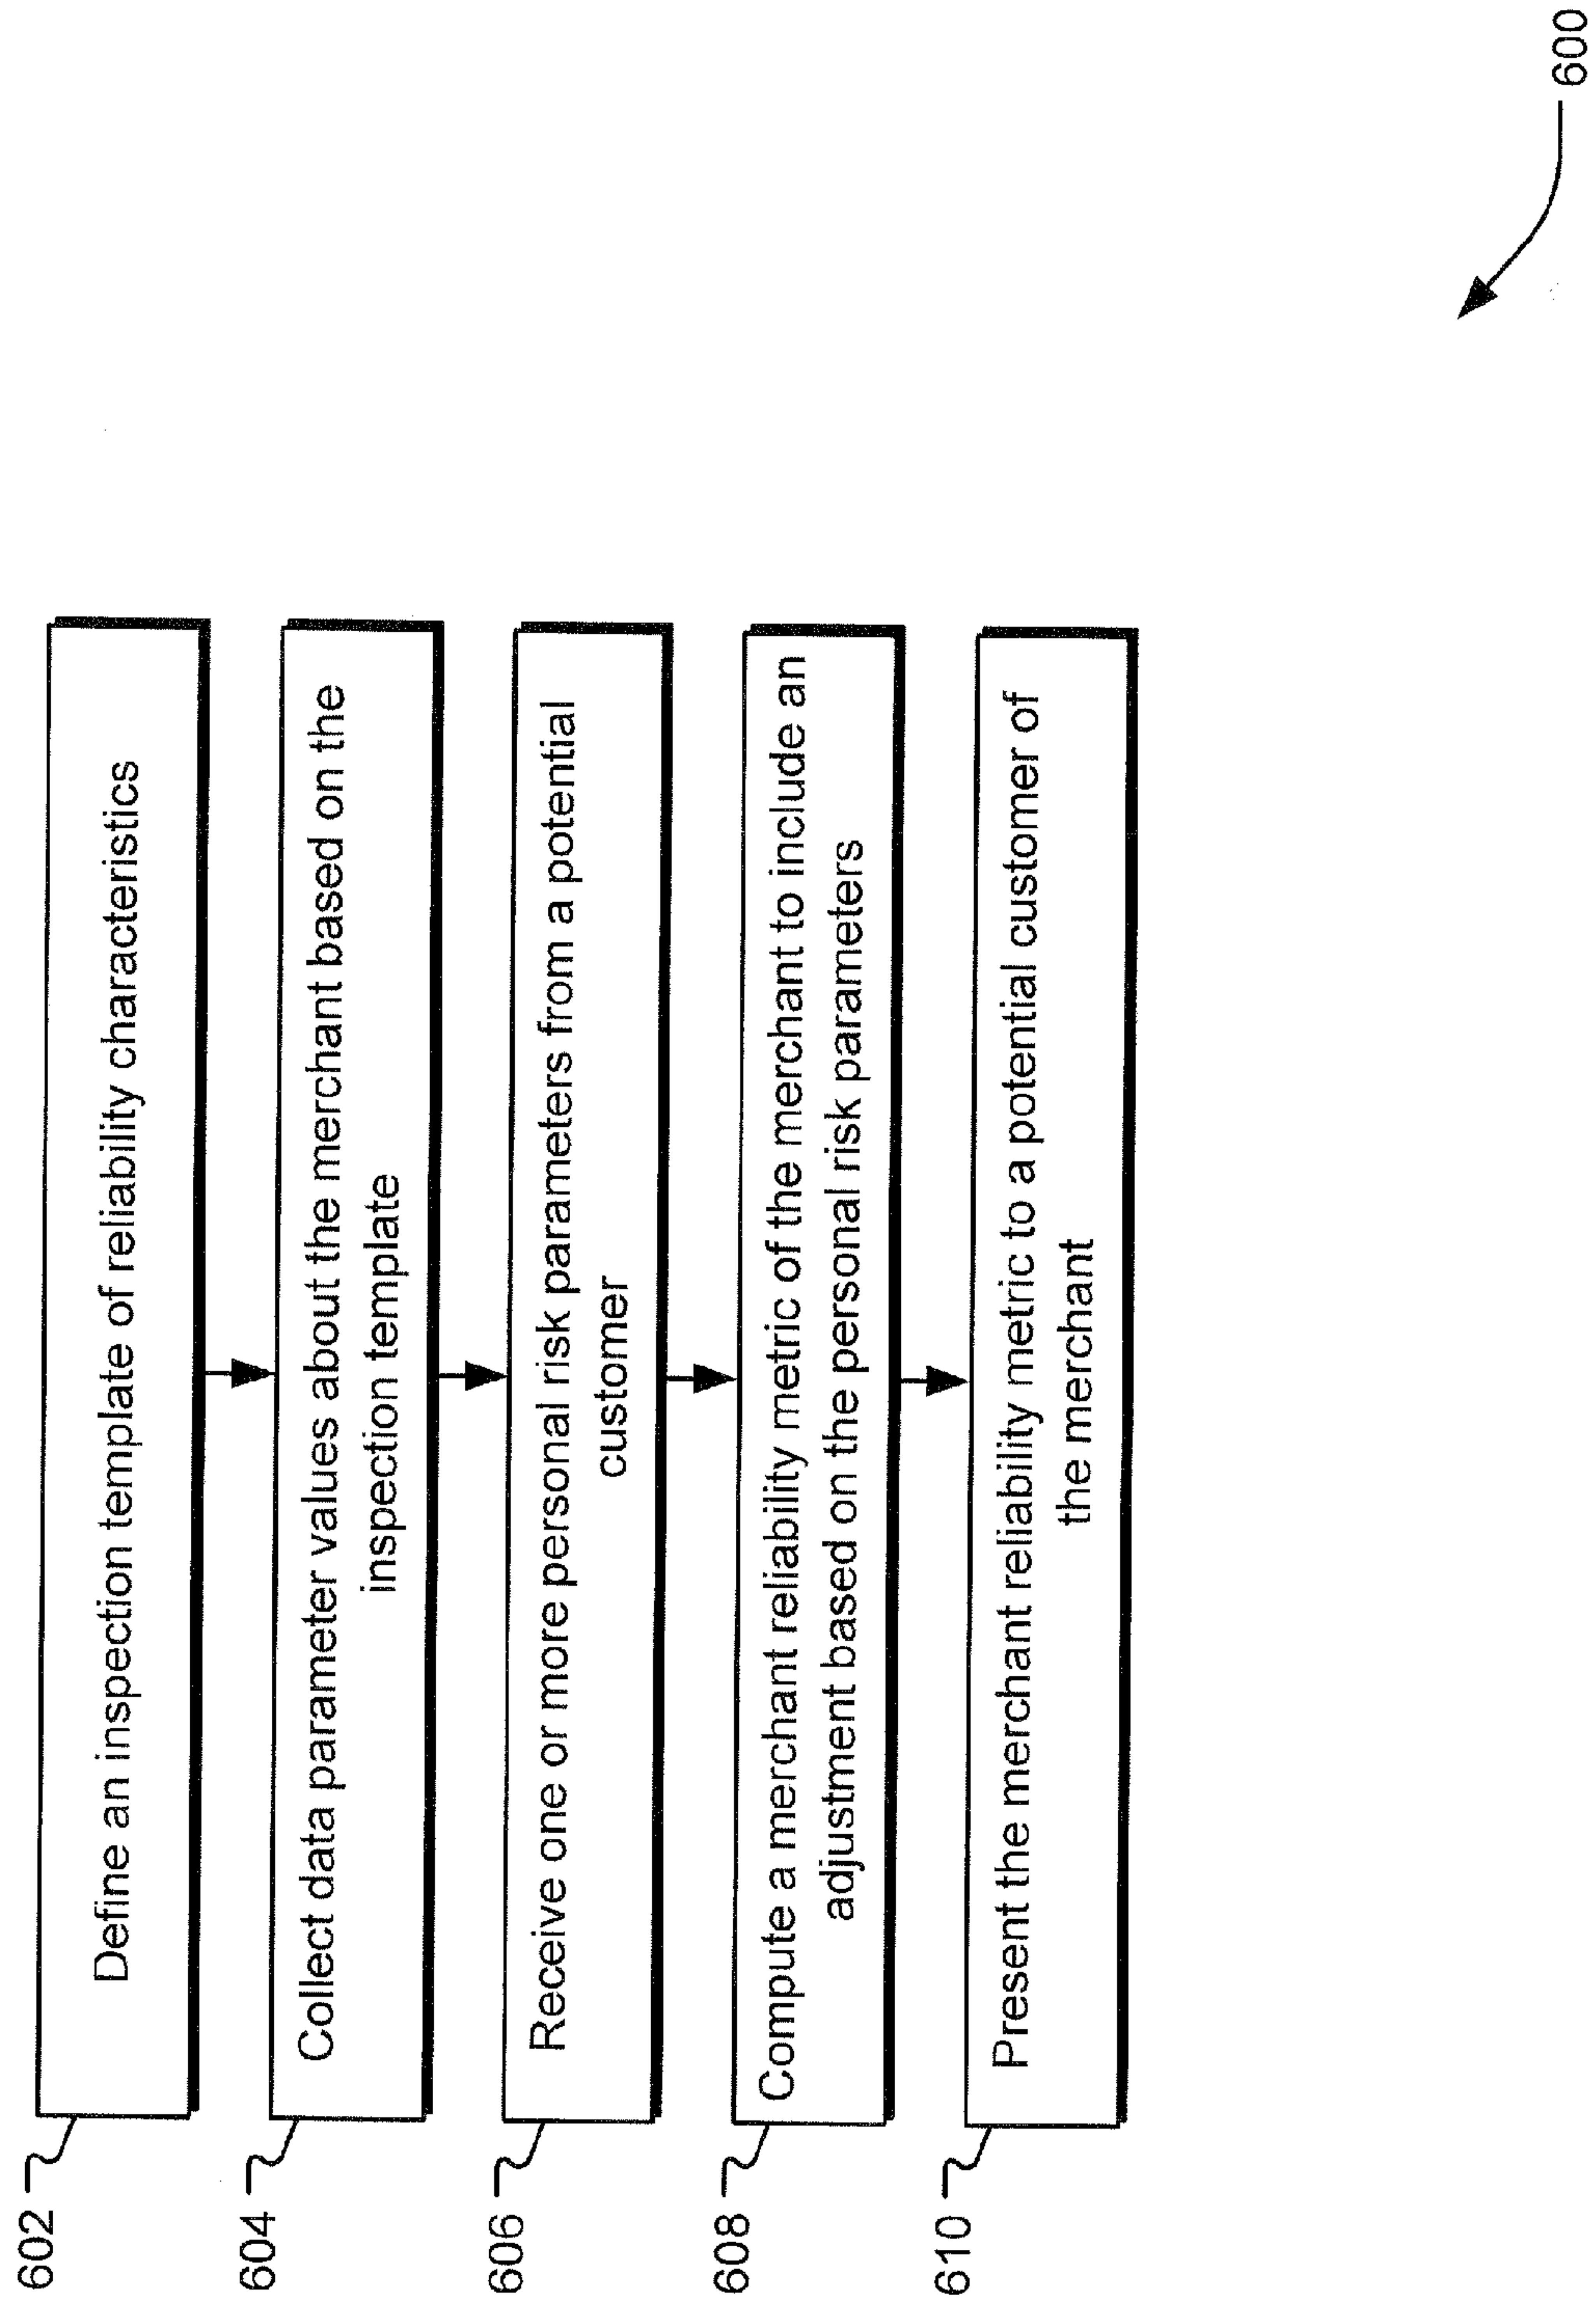 602
Define an inspection template of reliability characteristics
604
Collect data parameter values about the merchant based on the
inspection template
606
Receive one or more personal risk parameters from a potential
customer
608
Compute a merchant reliability metric of the merchant to include an
adjustment based on the personal risk parameters
610
Present the merchant reliability metric to a potential customer of
the merchant
600